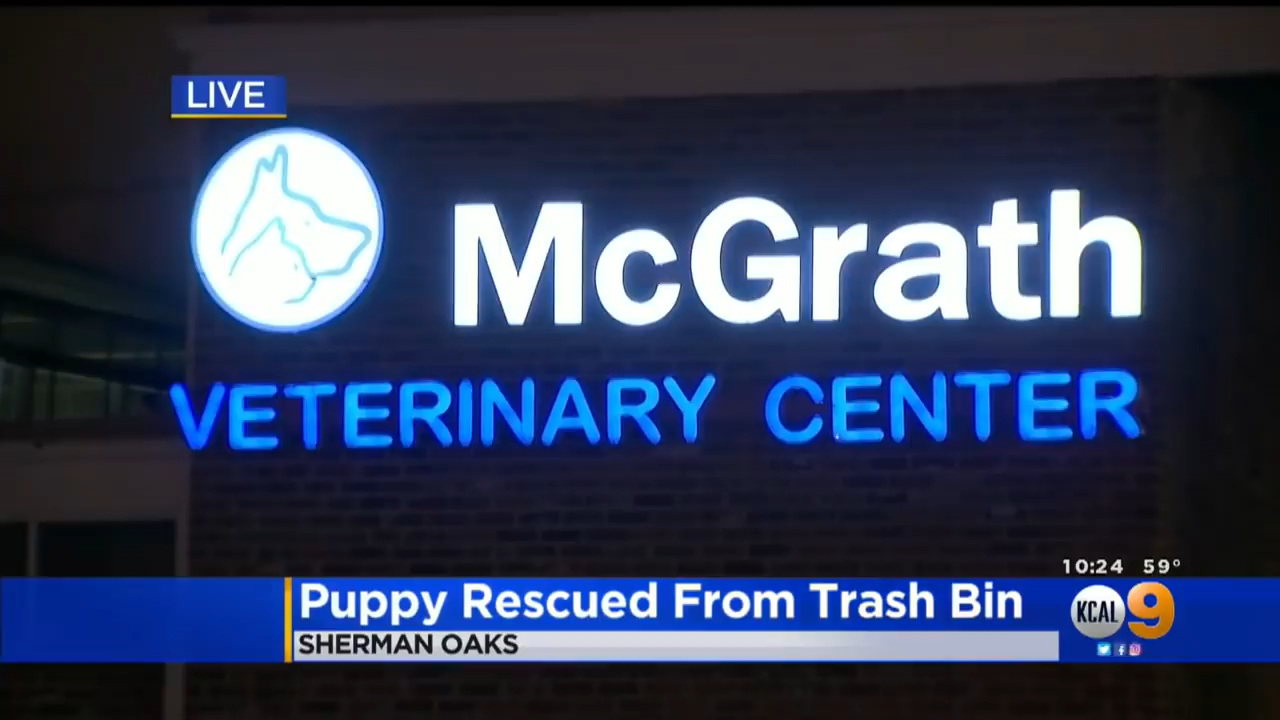 LIVE
McGrath
VETERINARY CENTER
10:24 59°
Puppy Rescued From Trash Bin
SHERMAN OAKS
KCAL 9